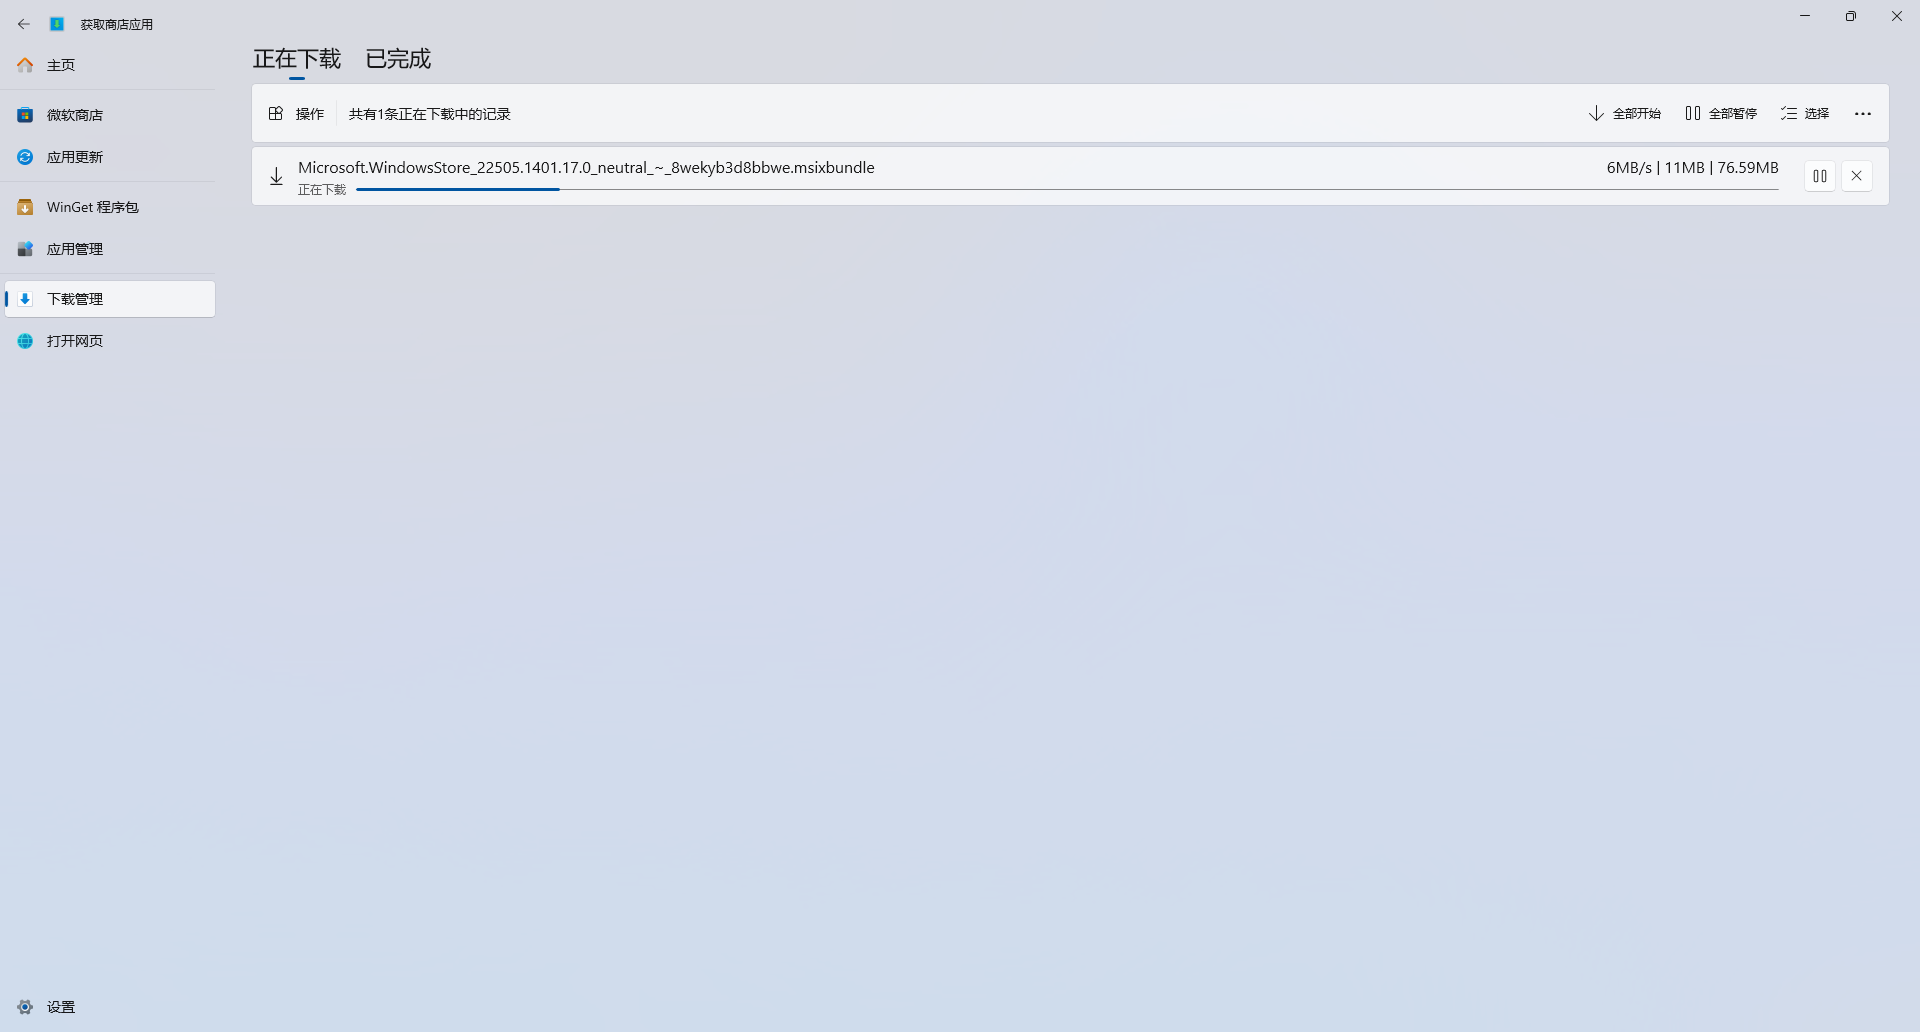 获取商店应用
主页
微软商店
应用更新
WinGet 程序包
应用管理
下载管理
打开网页
设置
正在下载 已完成
操作 共有1条正在下载中的记录 全部开始 全部暂停 选择
Microsoft.WindowsStore_22505.1401.17.0_neutral_~_8wekyb3d8bbwe.msixbundle 6MB/s | 11MB | 76.59MB
正在下载